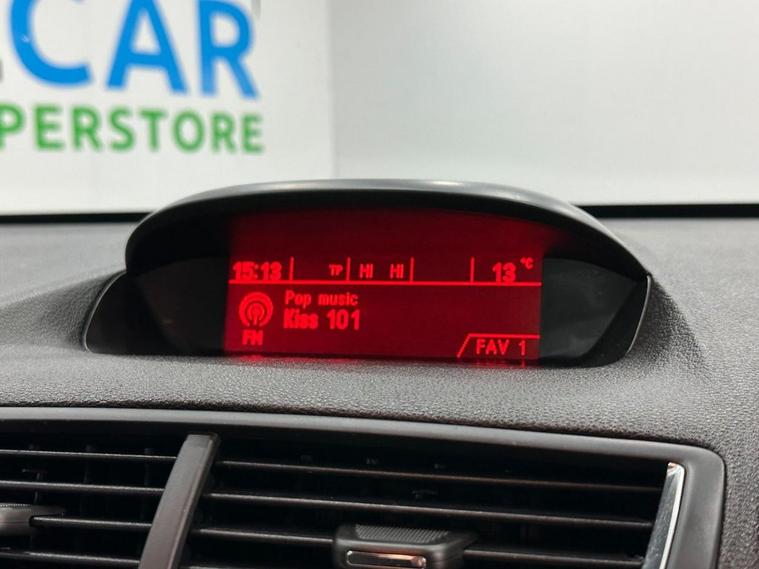 CAR
PERSTORE
15:13 TP HI HI 13 °C
Pop music
Kiss 101
FM
FAV 1